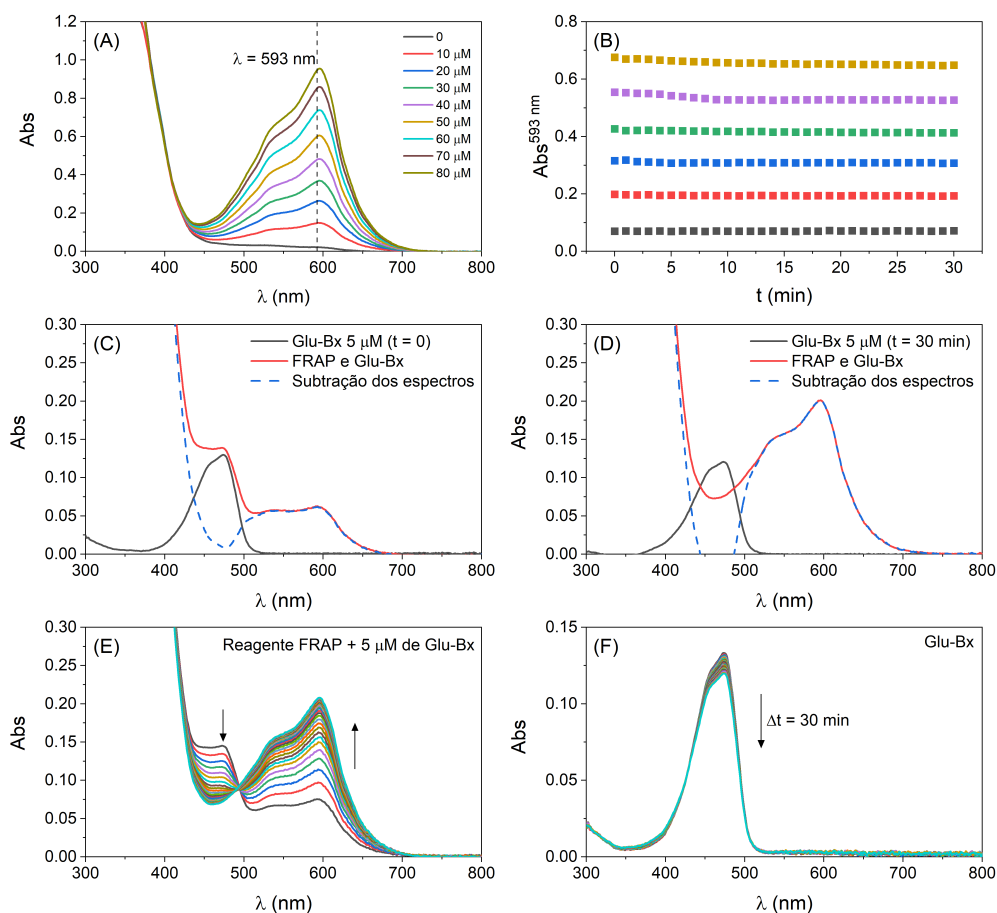 (A)
λ = 593 nm
0
10 μM
20 μM
30 μM
40 μM
50 μM
60 μM
70 μM
80 μM
Abs
1.2
1.0
0.8
0.6
0.4
0.2
0.0
300 400 500 600 700 800
λ (nm)
(B)
Abs^593 nm
0.8
0.6
0.4
0.2
0.0
0 5 10 15 20 25 30
t (min)
(C)
Glu-Bx 5 μM (t = 0)
FRAP e Glu-Bx
Subtração dos espectros
Abs
0.30
0.25
0.20
0.15
0.10
0.05
0.00
300 400 500 600 700 800
λ (nm)
(D)
Glu-Bx 5 μM (t = 30 min)
FRAP e Glu-Bx
Subtração dos espectros
Abs
0.30
0.25
0.20
0.15
0.10
0.05
0.00
300 400 500 600 700 800
λ (nm)
(E)
Reagente FRAP + 5 μM de Glu-Bx
Abs
0.30
0.25
0.20
0.15
0.10
0.05
0.00
300 400 500 600 700 800
λ (nm)
(F)
Glu-Bx
Δt = 30 min
Abs
0.15
0.10
0.05
0.00
300 400 500 600 700 800
λ (nm)